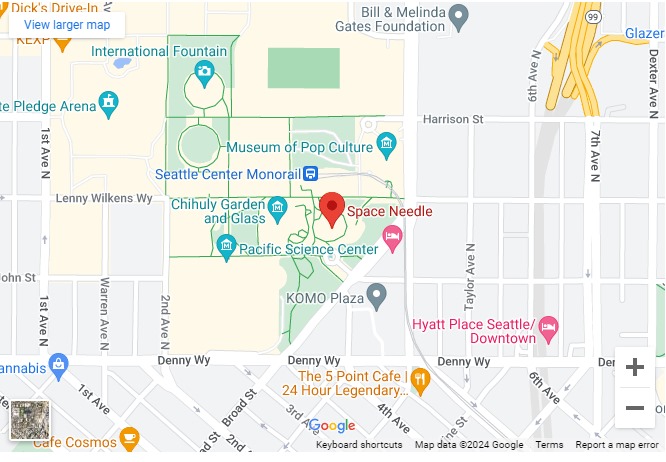 Dick's Drive-In
View larger map
KEXP
Bill & Melinda
Gates Foundation
99
Glazer
Dexter Ave N
6th Ave N
International Fountain
te Pledge Arena
1st Ave N
Harrison St
7th Ave N
Museum of Pop Culture
Seattle Center Monorail
Lenny Wilkens Wy
Chihuly Garden
and Glass
Space Needle
Pacific Science Center
John St
1st Ave N
Warren Ave N
2nd Ave N
KOMO Plaza
Taylor Ave N
Hyatt Place Seattle/
Downtown
Denny Wy
Denny Wy
Denny Wy
Der
annabis
1st Ave
Broad St
The 5 Point Cafe |
24 Hour Legendary...
3rd Ave
4th Ave
6th Ave
2nd
ine St
Cafe Cosmos
Google
Keyboard shortcuts
Map data ©2024 Google
Terms
Report a map error